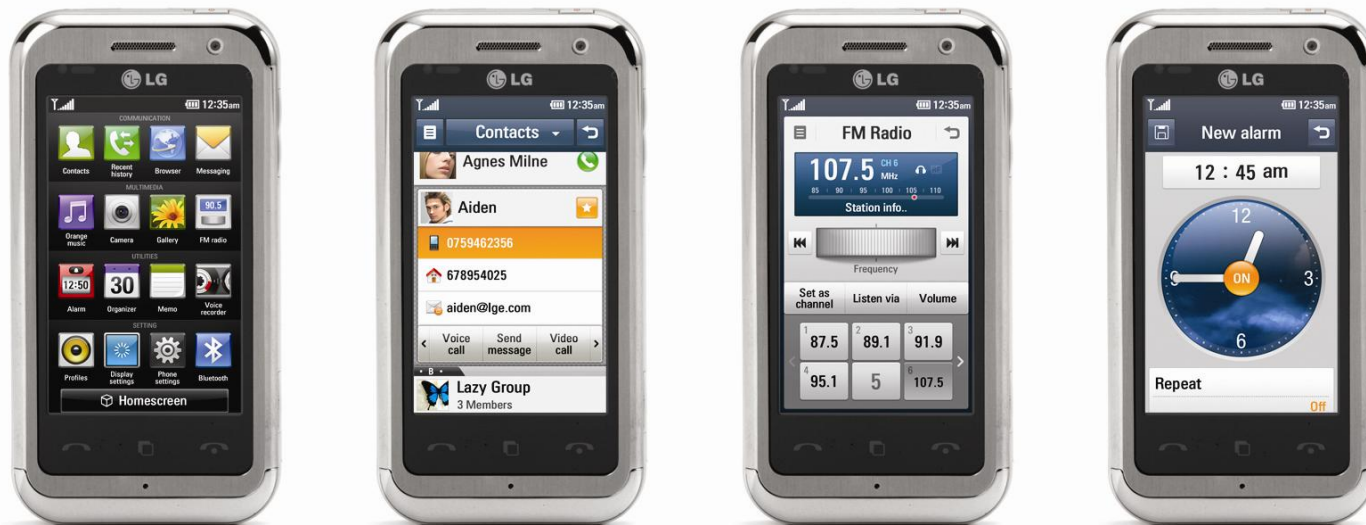 LG
12:35am
COMMUNICATION
Contacts
Recent history
Browser
Messaging
MULTIMEDIA
Orange music
Camera
Gallery
90.5
FM radio
UTILITIES
12:50
Alarm
30
Organizer
Memo
Voice recorder
SETTING
Profiles
Display settings
Phone settings
Bluetooth
Homescreen
LG
12:35am
Contacts
Agnes Milne
Aiden
0759462356
678954025
aiden@lge.com
Voice call
Send message
Video call
B
Lazy Group
3 Members
LG
12:35am
FM Radio
107.5 CH 6 MHz
85 90 95 100 105 110
Station info..
Frequency
Set as channel
Listen via
Volume
1 87.5
2 89.1
3 91.9
4 95.1
5
6 107.5
LG
12:35am
New alarm
12 : 45 am
12
9 ON 3
6
Repeat
Off